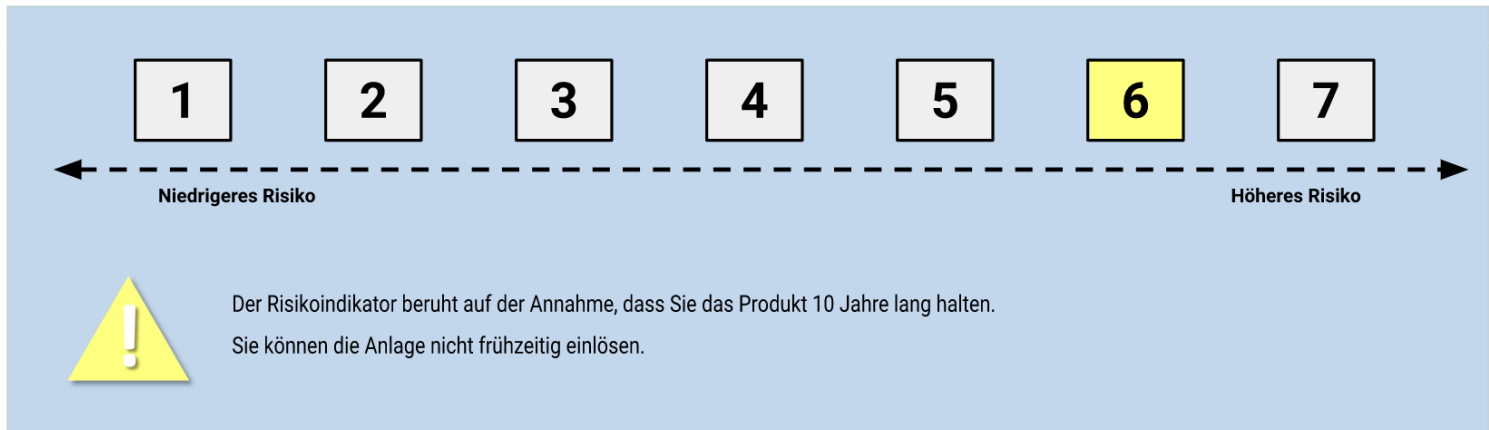 1 2 3 4 5 6 7
Niedrigeres Risiko Höheres Risiko
!
Der Risikoindikator beruht auf der Annahme, dass Sie das Produkt 10 Jahre lang halten.
Sie können die Anlage nicht frühzeitig einlösen.